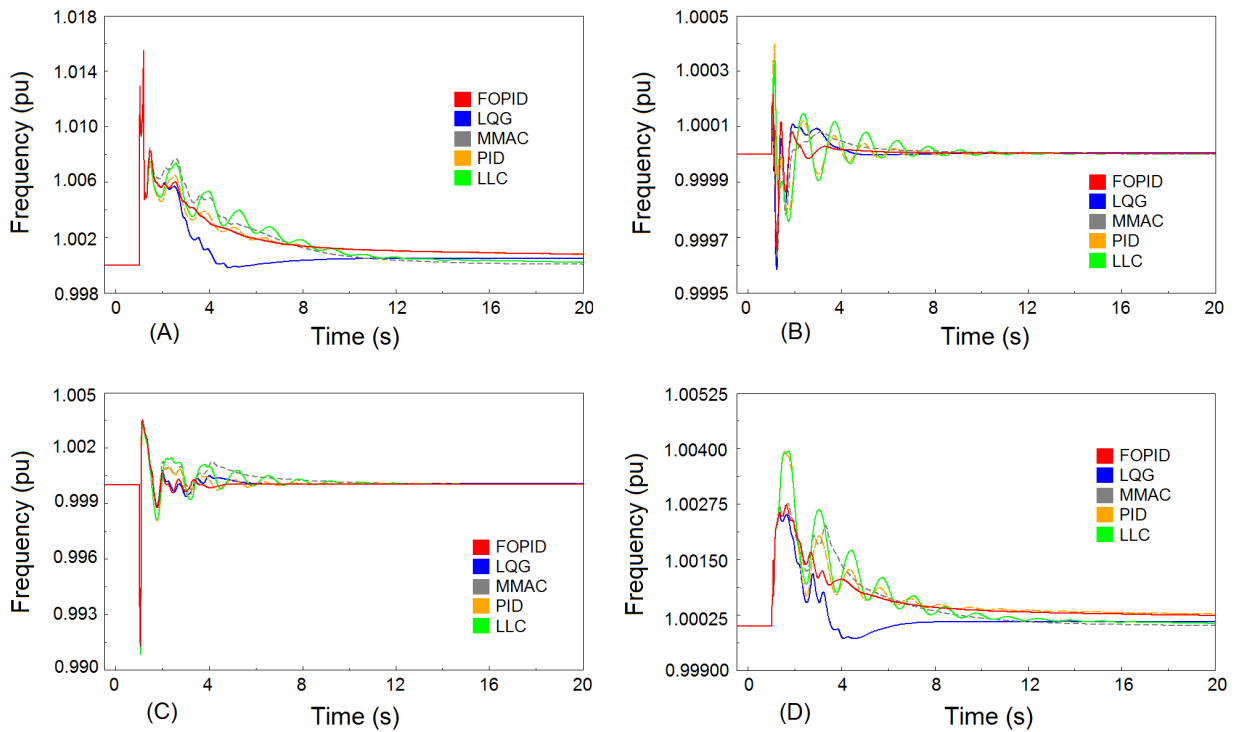 1.018
1.014
1.010
1.006
1.002
0.998
Frequency (pu)
FOPID
LQG
MMAC
PID
LLC
0 4 8 12 16 20
(A) Time (s)
1.0005
1.0003
1.0001
0.9999
0.9997
0.9995
Frequency (pu)
FOPID
LQG
MMAC
PID
LLC
0 4 8 12 16 20
(B) Time (s)
1.005
1.002
0.999
0.996
0.993
0.990
Frequency (pu)
FOPID
LQG
MMAC
PID
LLC
0 4 8 12 16 20
(C) Time (s)
1.00525
1.00400
1.00275
1.00150
1.00025
0.99900
Frequency (pu)
FOPID
LQG
MMAC
PID
LLC
0 4 8 12 16 20
(D) Time (s)